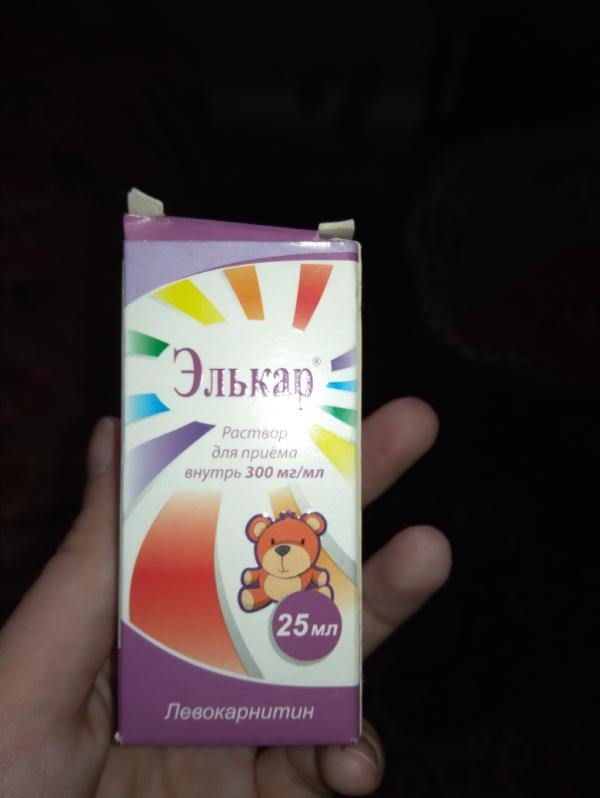 Элькар®
Раствор
для приёма
внутрь 300 мг/мл
25 мл
Левокарнитин